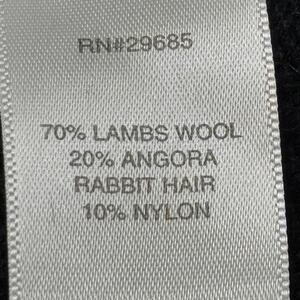 RN#29685
70% LAMBS WOOL
20% ANGORA
RABBIT HAIR
10% NYLON